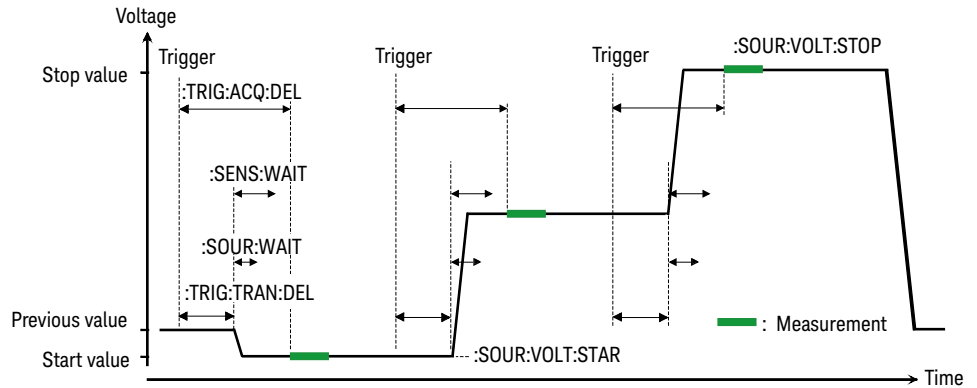 Voltage
Trigger
Trigger
Trigger
:SOUR:VOLT:STOP
Stop value
:TRIG:ACQ:DEL
:SENS:WAIT
:SOUR:WAIT
:TRIG:TRAN:DEL
Previous value
: Measurement
Start value
:SOUR:VOLT:STAR
Time